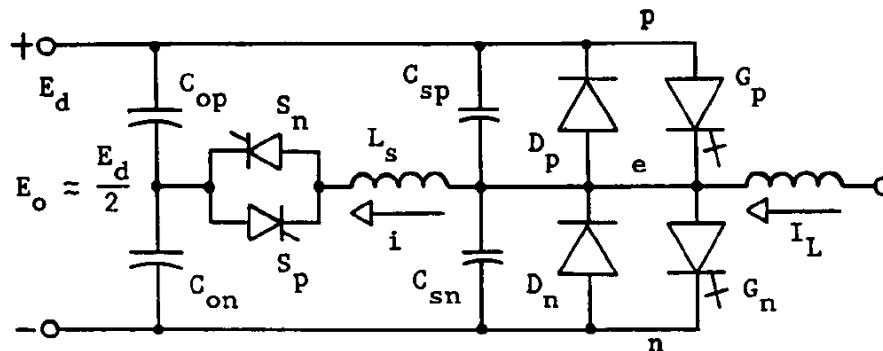 p
+
E_d
C_op
S_n
C_sp
G_p
L_s
D_p
e
E_o ≈ E_d/2
i
I_L
S_p
C_on
C_sn
D_n
G_n
-
n